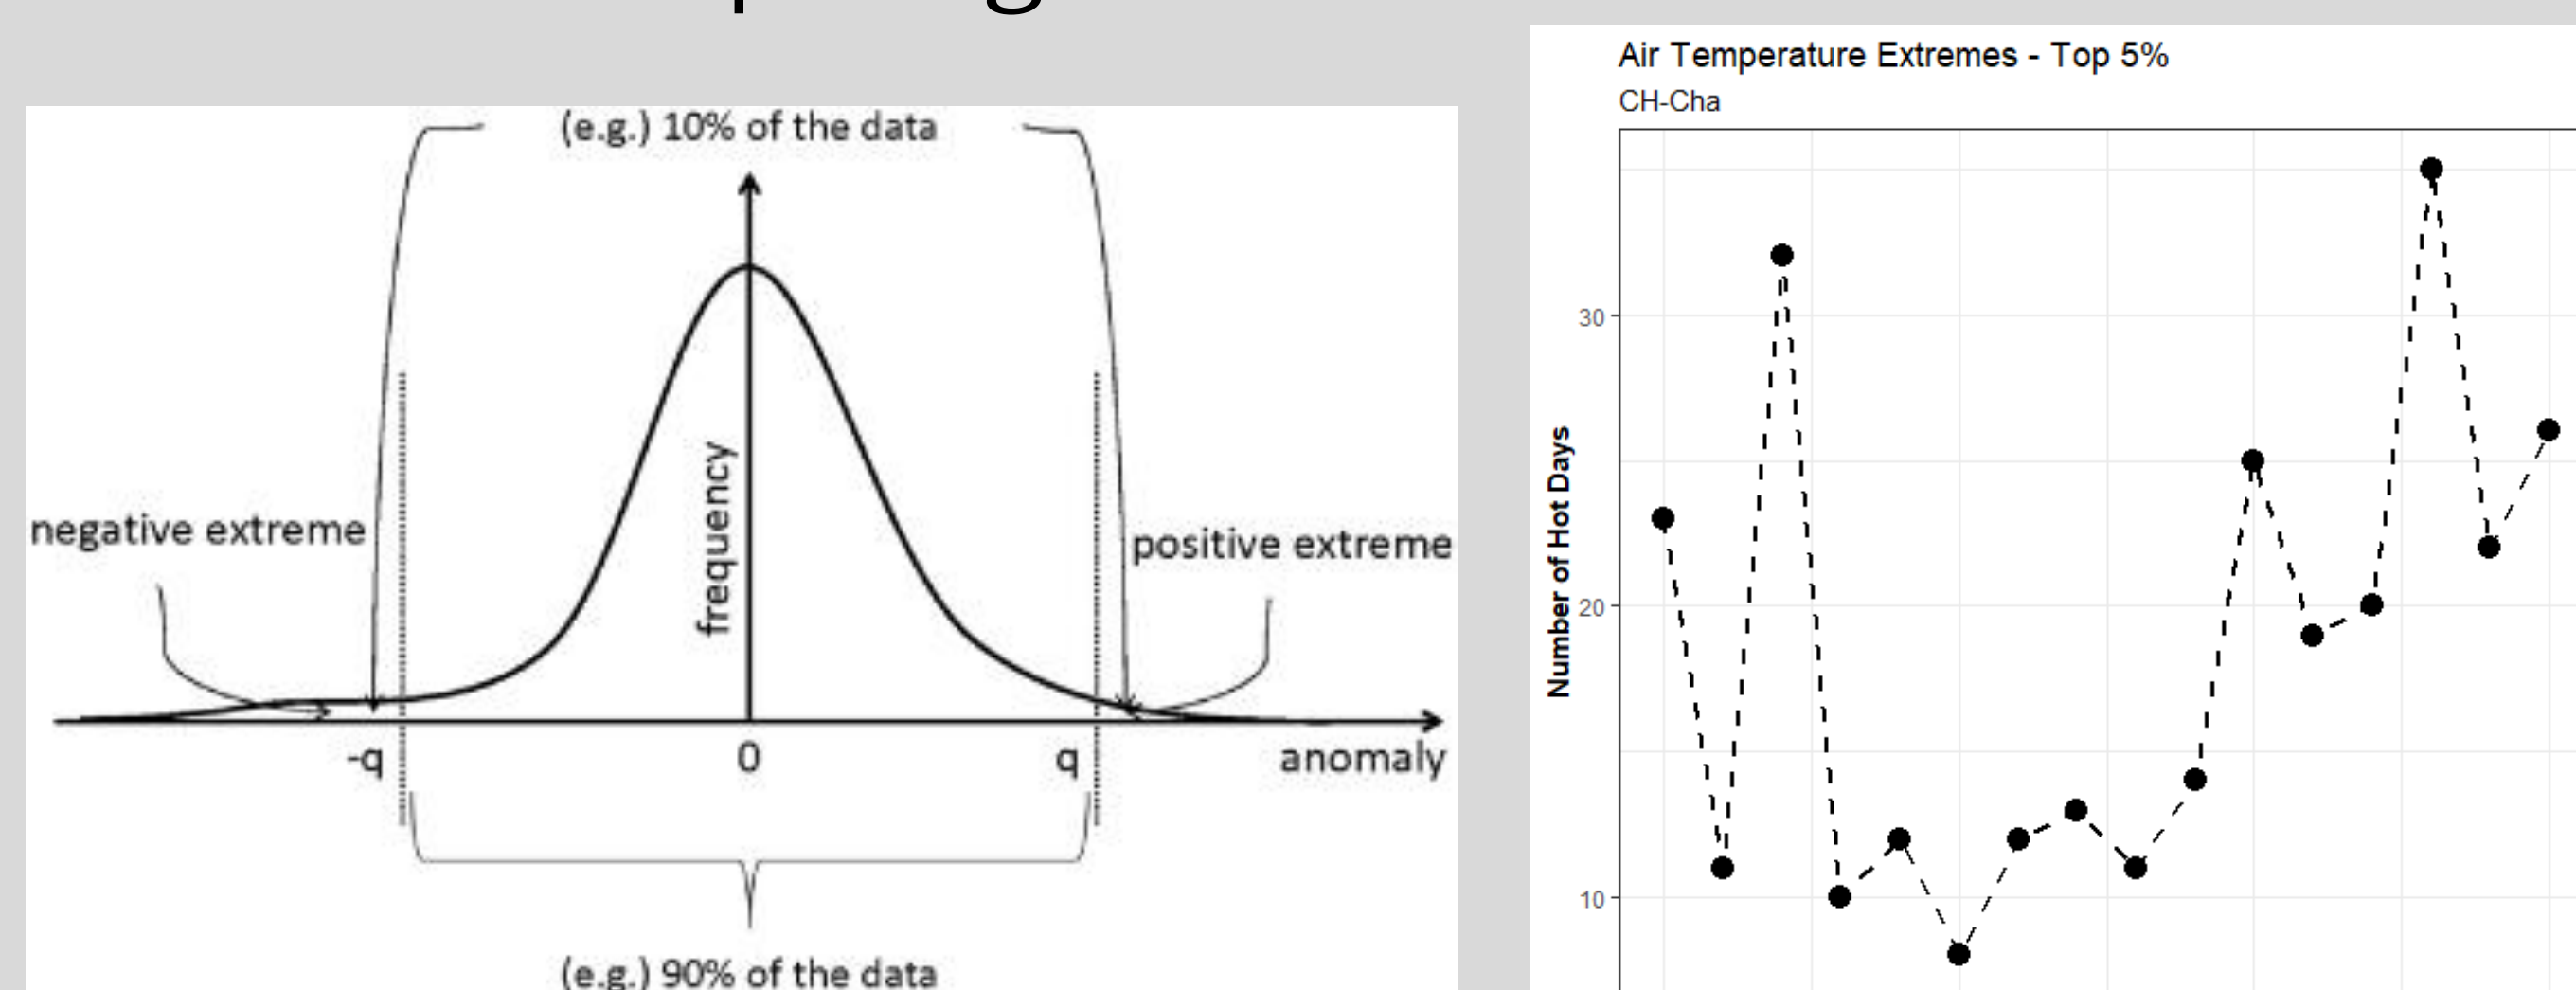 (e.g.) 10% of the data
frequency
negative extreme
positive extreme
-q
0
q
anomaly
(e.g.) 90% of the data
Air Temperature Extremes - Top 5%
CH-Cha
Number of Hot Days
30
20
10